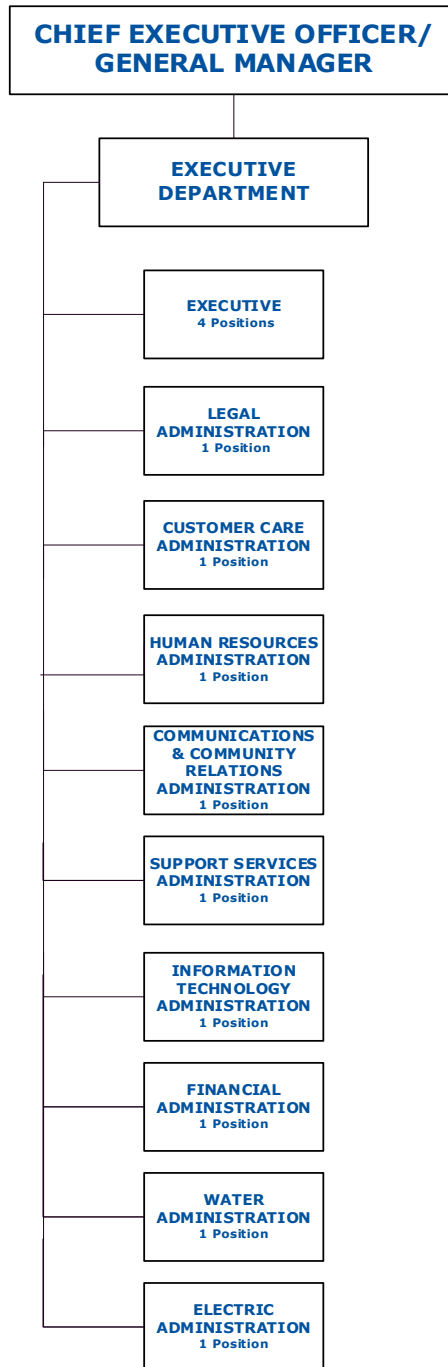 CHIEF EXECUTIVE OFFICER/
GENERAL MANAGER
EXECUTIVE
DEPARTMENT
EXECUTIVE
4 Positions
LEGAL
ADMINISTRATION
1 Position
CUSTOMER CARE
ADMINISTRATION
1 Position
HUMAN RESOURCES
ADMINISTRATION
1 Position
COMMUNICATIONS
& COMMUNITY
RELATIONS
ADMINISTRATION
1 Position
SUPPORT SERVICES
ADMINISTRATION
1 Position
INFORMATION
TECHNOLOGY
ADMINISTRATION
1 Position
FINANCIAL
ADMINISTRATION
1 Position
WATER
ADMINISTRATION
1 Position
ELECTRIC
ADMINISTRATION
1 Position